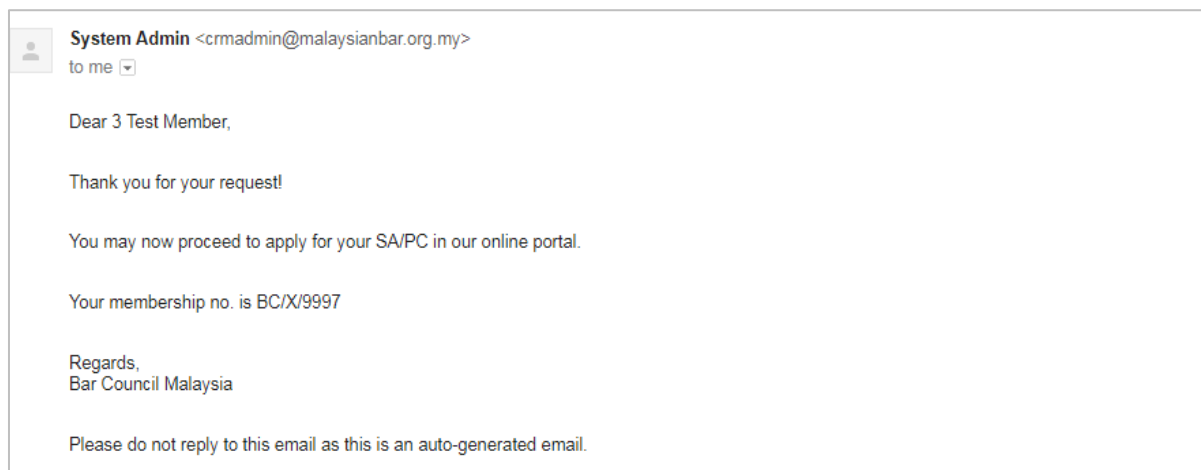 System Admin <crmadmin@malaysianbar.org.my>
to me
Dear 3 Test Member,
Thank you for your request!
You may now proceed to apply for your SA/PC in our online portal.
Your membership no. is BC/X/9997
Regards,
Bar Council Malaysia
Please do not reply to this email as this is an auto-generated email.